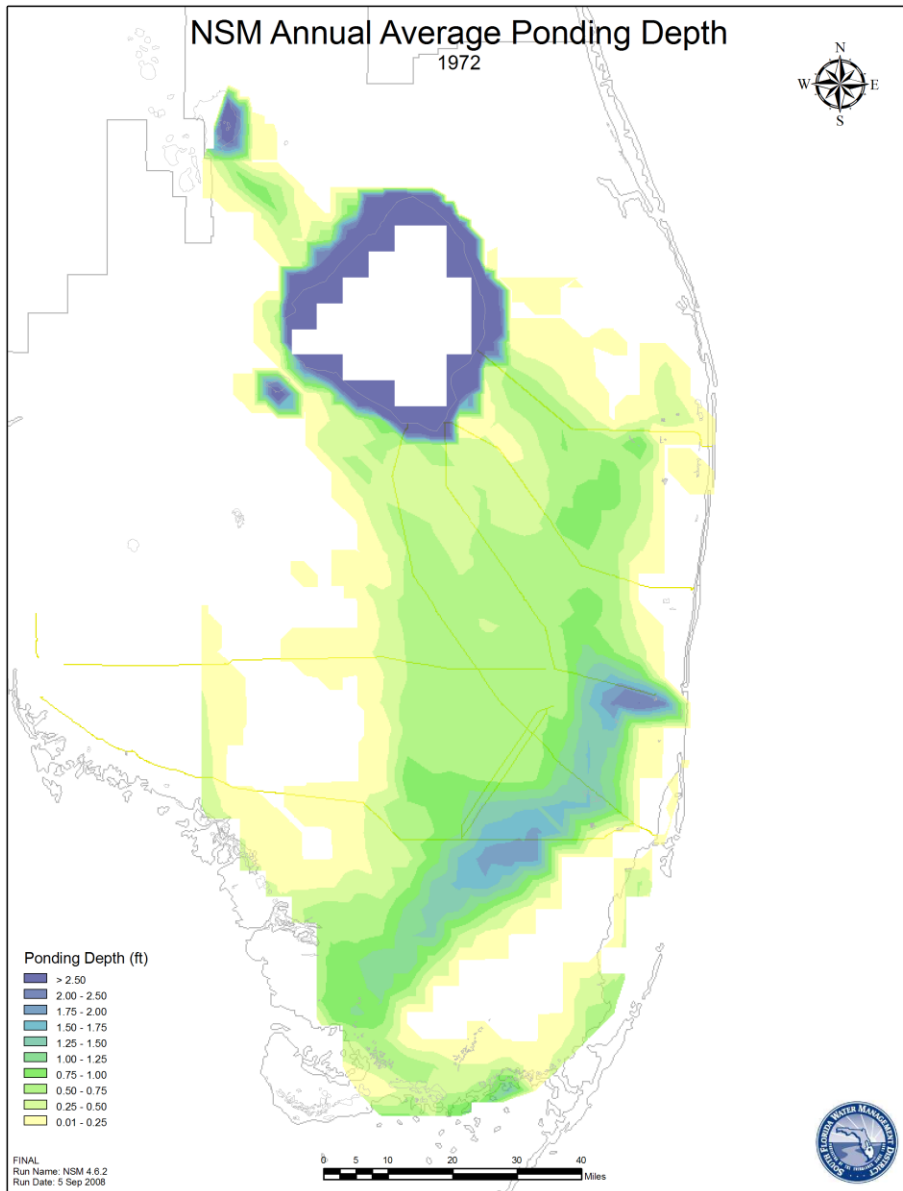 NSM Annual Average Ponding Depth
1972
N
W E
S
Ponding Depth (ft)
> 2.50
2.00 - 2.50
1.75 - 2.00
1.50 - 1.75
1.25 - 1.50
1.00 - 1.25
0.75 - 1.00
0.50 - 0.75
0.25 - 0.50
0.01 - 0.25
FINAL
Run Name: NSM 4.6.2
Run Date: 5 Sep 2008
0 5 10 20 30 40
Miles
SOUTH FLORIDA WATER MANAGEMENT DISTRICT